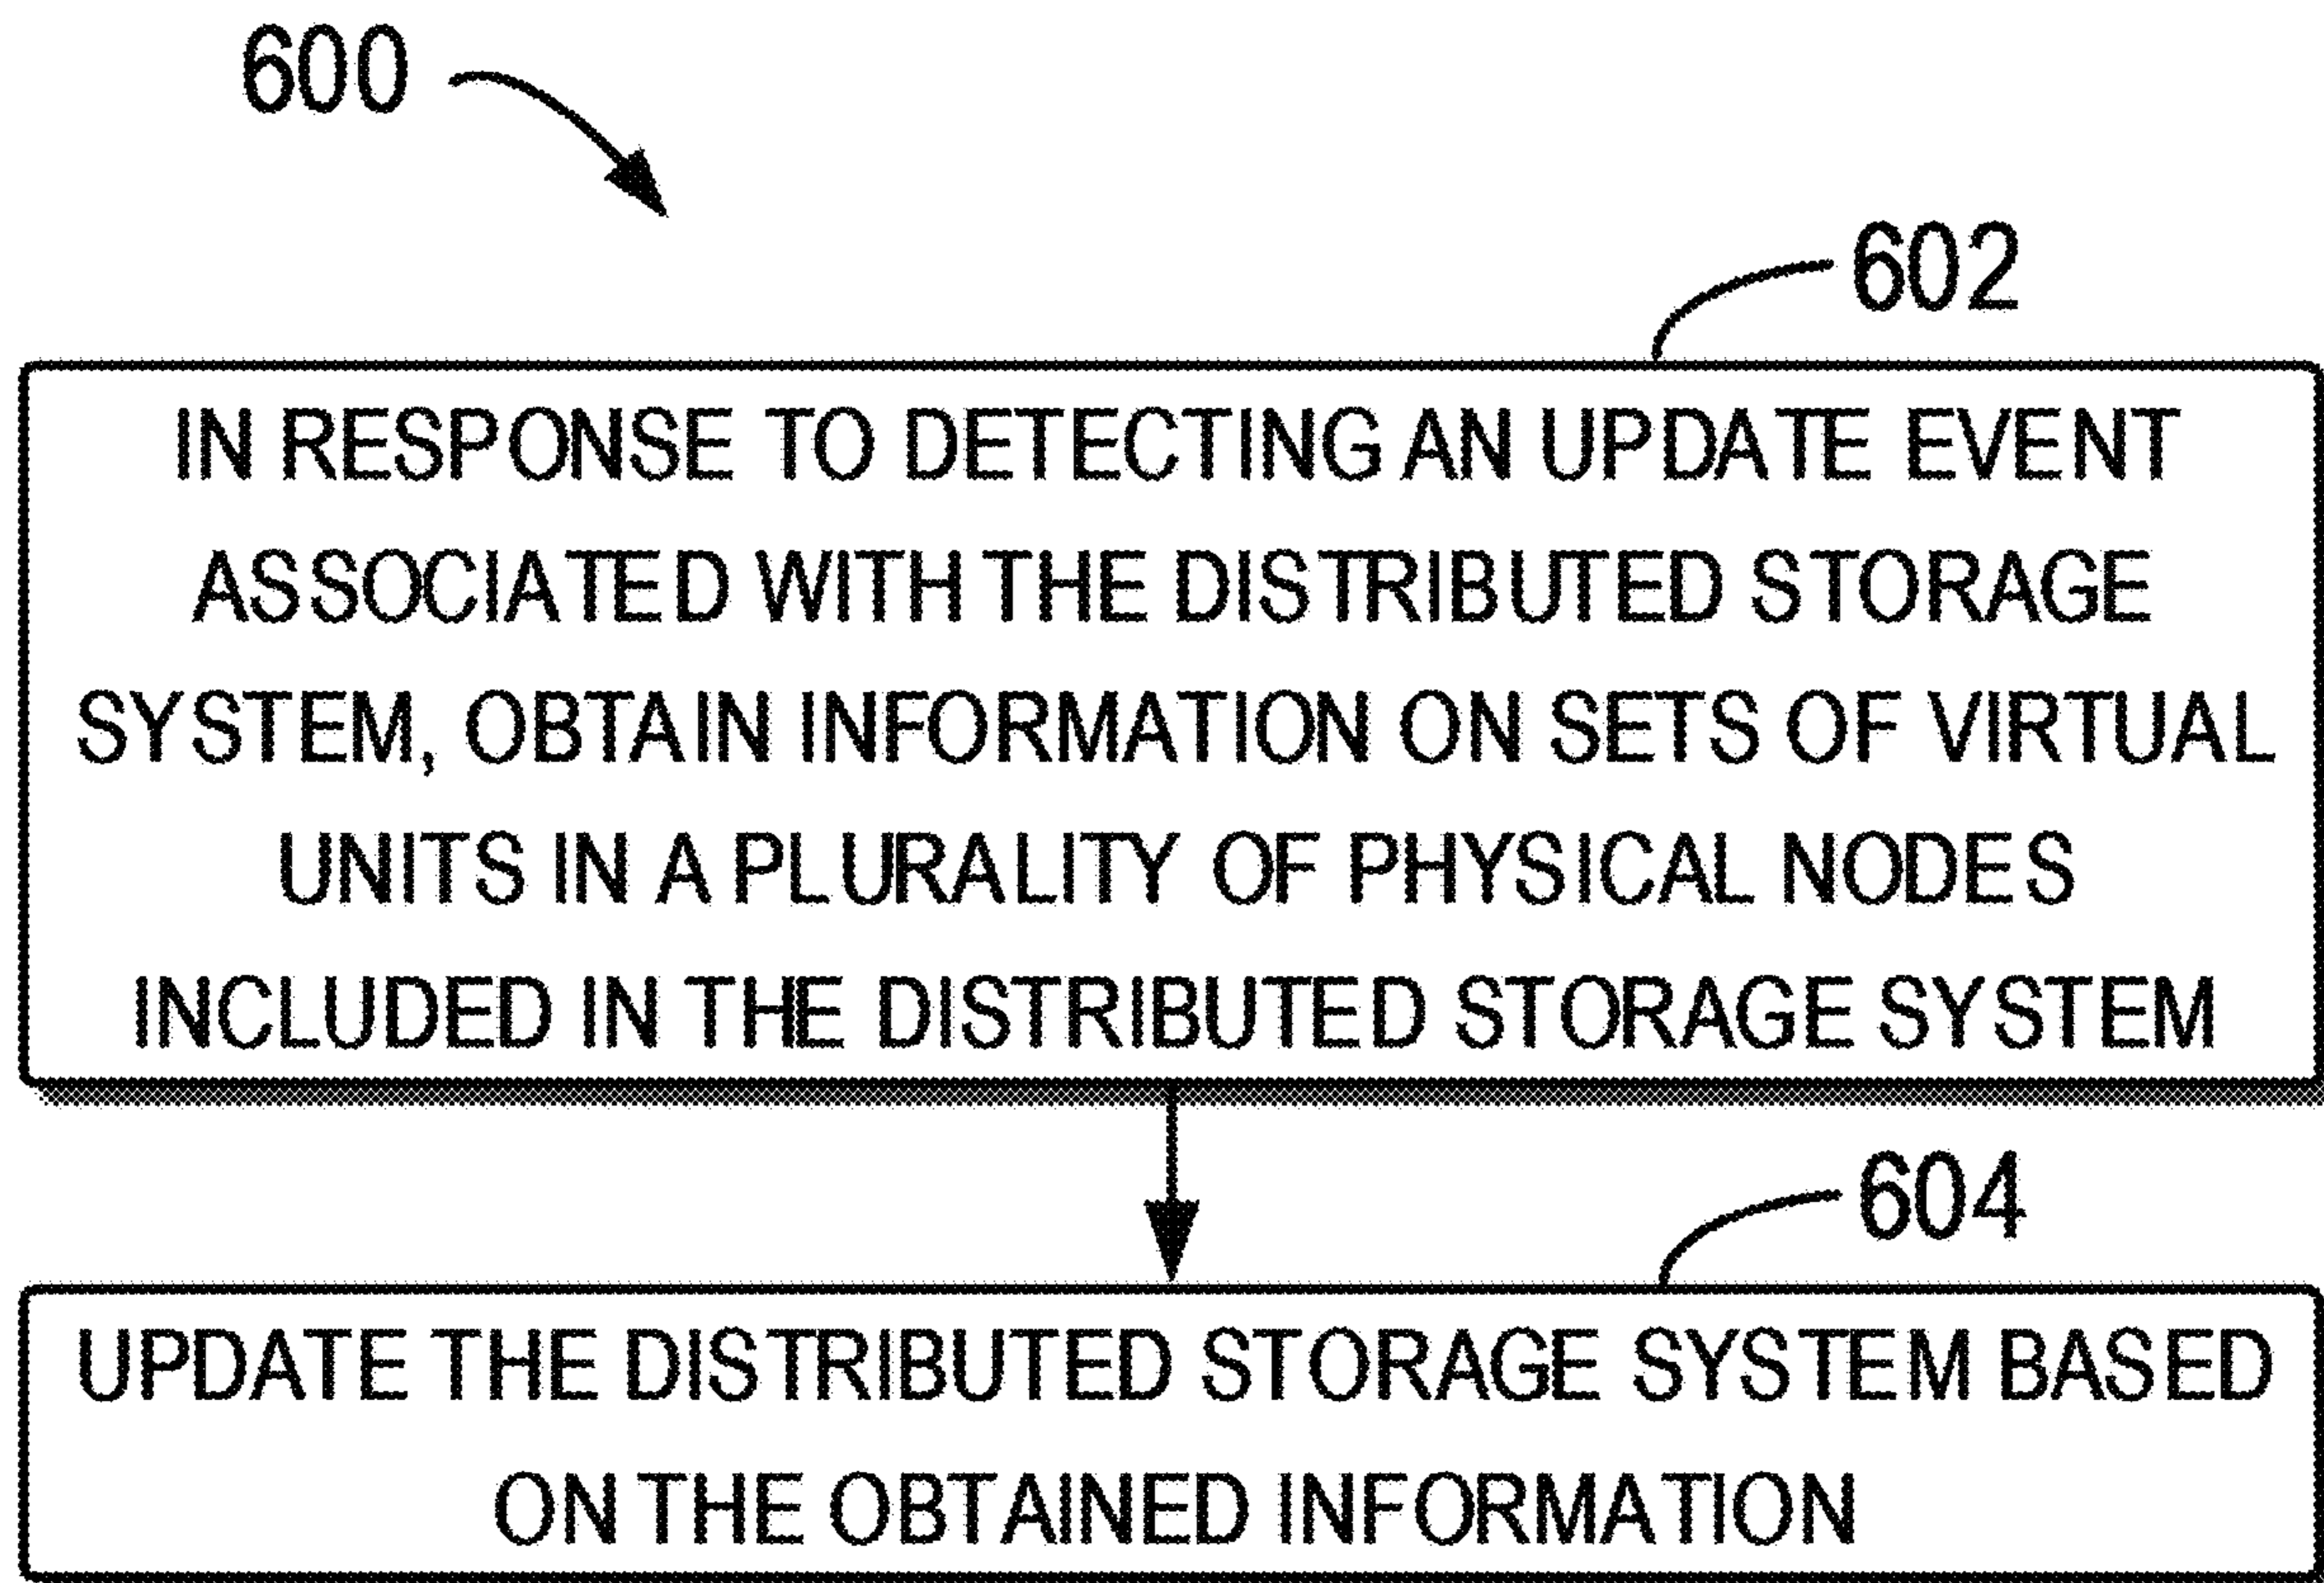 600
602
IN RESPONSE TO DETECTING AN UPDATE EVENT
ASSOCIATED WITH THE DISTRIBUTED STORAGE
SYSTEM, OBTAIN INFORMATION ON SETS OF VIRTUAL
UNITS IN A PLURALITY OF PHYSICAL NODES
INCLUDED IN THE DISTRIBUTED STORAGE SYSTEM
604
UPDATE THE DISTRIBUTED STORAGE SYSTEM BASED
ON THE OBTAINED INFORMATION